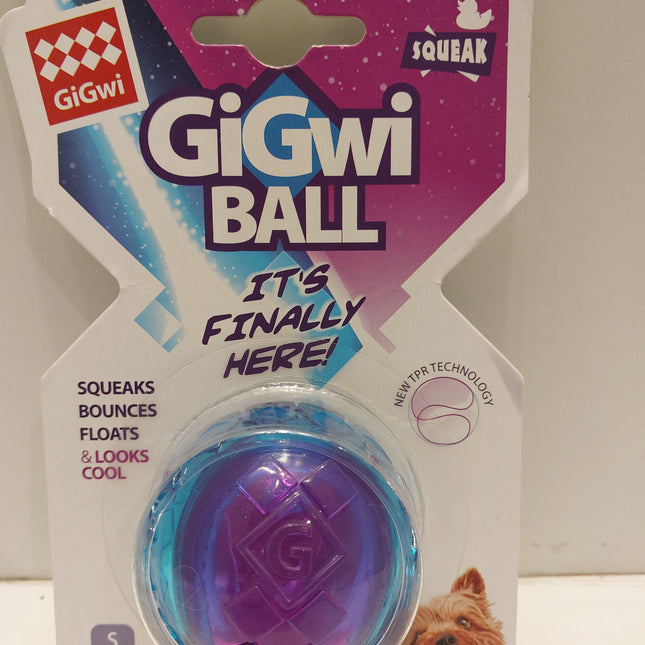 GiGwi
SQUEAK
GiGwi
BALL
IT'S
FINALLY
HERE!
SQUEAKS
BOUNCES
FLOATS
& LOOKS
COOL
NEW TPR TECHNOLOGY
G
S